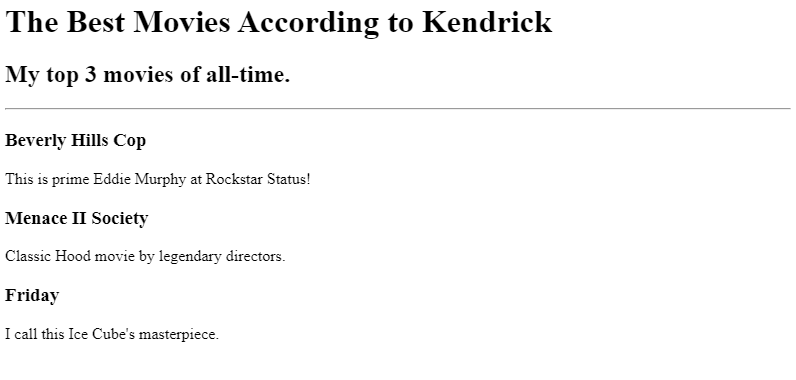 The Best Movies According to Kendrick
My top 3 movies of all-time.
Beverly Hills Cop
This is prime Eddie Murphy at Rockstar Status!
Menace II Society
Classic Hood movie by legendary directors.
Friday
I call this Ice Cube's masterpiece.